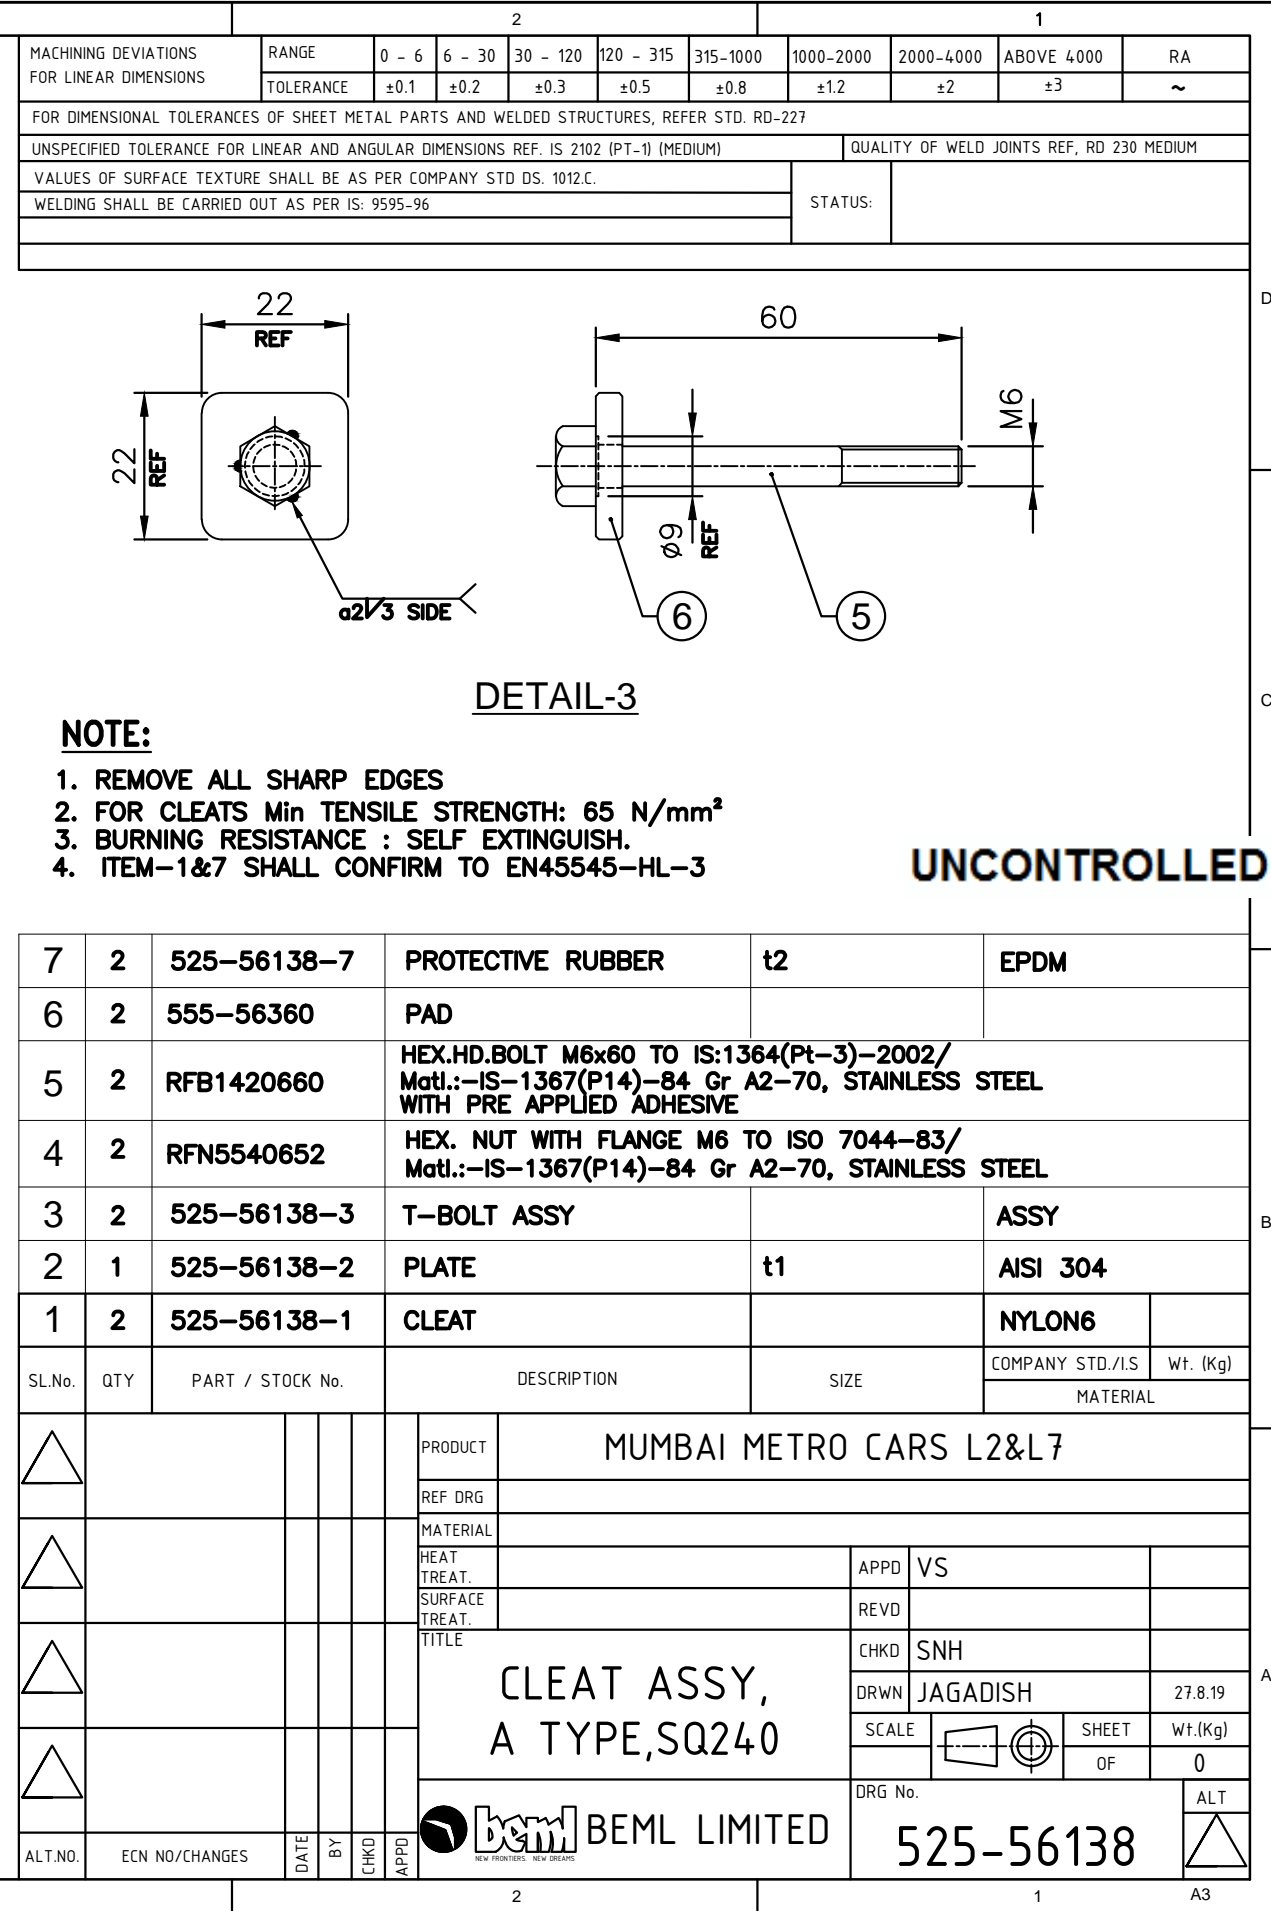 2 1
MACHINING DEVIATIONS FOR LINEAR DIMENSIONS
RANGE 0 - 6 6 - 30 30 - 120 120 - 315 315-1000 1000-2000 2000-4000 ABOVE 4000 RA
TOLERANCE ±0.1 ±0.2 ±0.3 ±0.5 ±0.8 ±1.2 ±2 ±3 ~
FOR DIMENSIONAL TOLERANCES OF SHEET METAL PARTS AND WELDED STRUCTURES, REFER STD. RD-227
UNSPECIFIED TOLERANCE FOR LINEAR AND ANGULAR DIMENSIONS REF. IS 2102 (PT-1) (MEDIUM) QUALITY OF WELD JOINTS REF, RD 230 MEDIUM
VALUES OF SURFACE TEXTURE SHALL BE AS PER COMPANY STD DS. 1012.C.
WELDING SHALL BE CARRIED OUT AS PER IS: 9595-96
STATUS:
D
22
REF
60
22
REF
M6
ø9
REF
a2 3 SIDE
6
5
DETAIL-3
C
NOTE:
1. REMOVE ALL SHARP EDGES
2. FOR CLEATS Min TENSILE STRENGTH: 65 N/mm²
3. BURNING RESISTANCE : SELF EXTINGUISH.
4. ITEM-1&7 SHALL CONFIRM TO EN45545-HL-3
UNCONTROLLED
7 2 525-56138-7 PROTECTIVE RUBBER t2 EPDM
6 2 555-56360 PAD
5 2 RFB1420660 HEX.HD.BOLT M6x60 TO IS:1364(Pt-3)-2002/
Matl.:-IS-1367(P14)-84 Gr A2-70, STAINLESS STEEL
WITH PRE APPLIED ADHESIVE
4 2 RFN5540652 HEX. NUT WITH FLANGE M6 TO ISO 7044-83/
Matl.:-IS-1367(P14)-84 Gr A2-70, STAINLESS STEEL
3 2 525-56138-3 T-BOLT ASSY ASSY
B
2 1 525-56138-2 PLATE t1 AISI 304
1 2 525-56138-1 CLEAT NYLON6
SL.No. QTY PART / STOCK No. DESCRIPTION SIZE COMPANY STD./I.S Wt. (Kg)
MATERIAL
PRODUCT MUMBAI METRO CARS L2&L7
REF DRG
MATERIAL
HEAT TREAT.
APPD VS
SURFACE TREAT.
REVD
TITLE
CLEAT ASSY,
A TYPE,SQ240
CHKD SNH
A
DRWN JAGADISH 27.8.19
SCALE SHEET Wt.(Kg)
OF 0
beml BEML LIMITED
NEW FRONTIERS. NEW DREAMS
DRG No.
525-56138
ALT
ALT.NO. ECN NO/CHANGES DATE BY CHKD APPD
2 1 A3